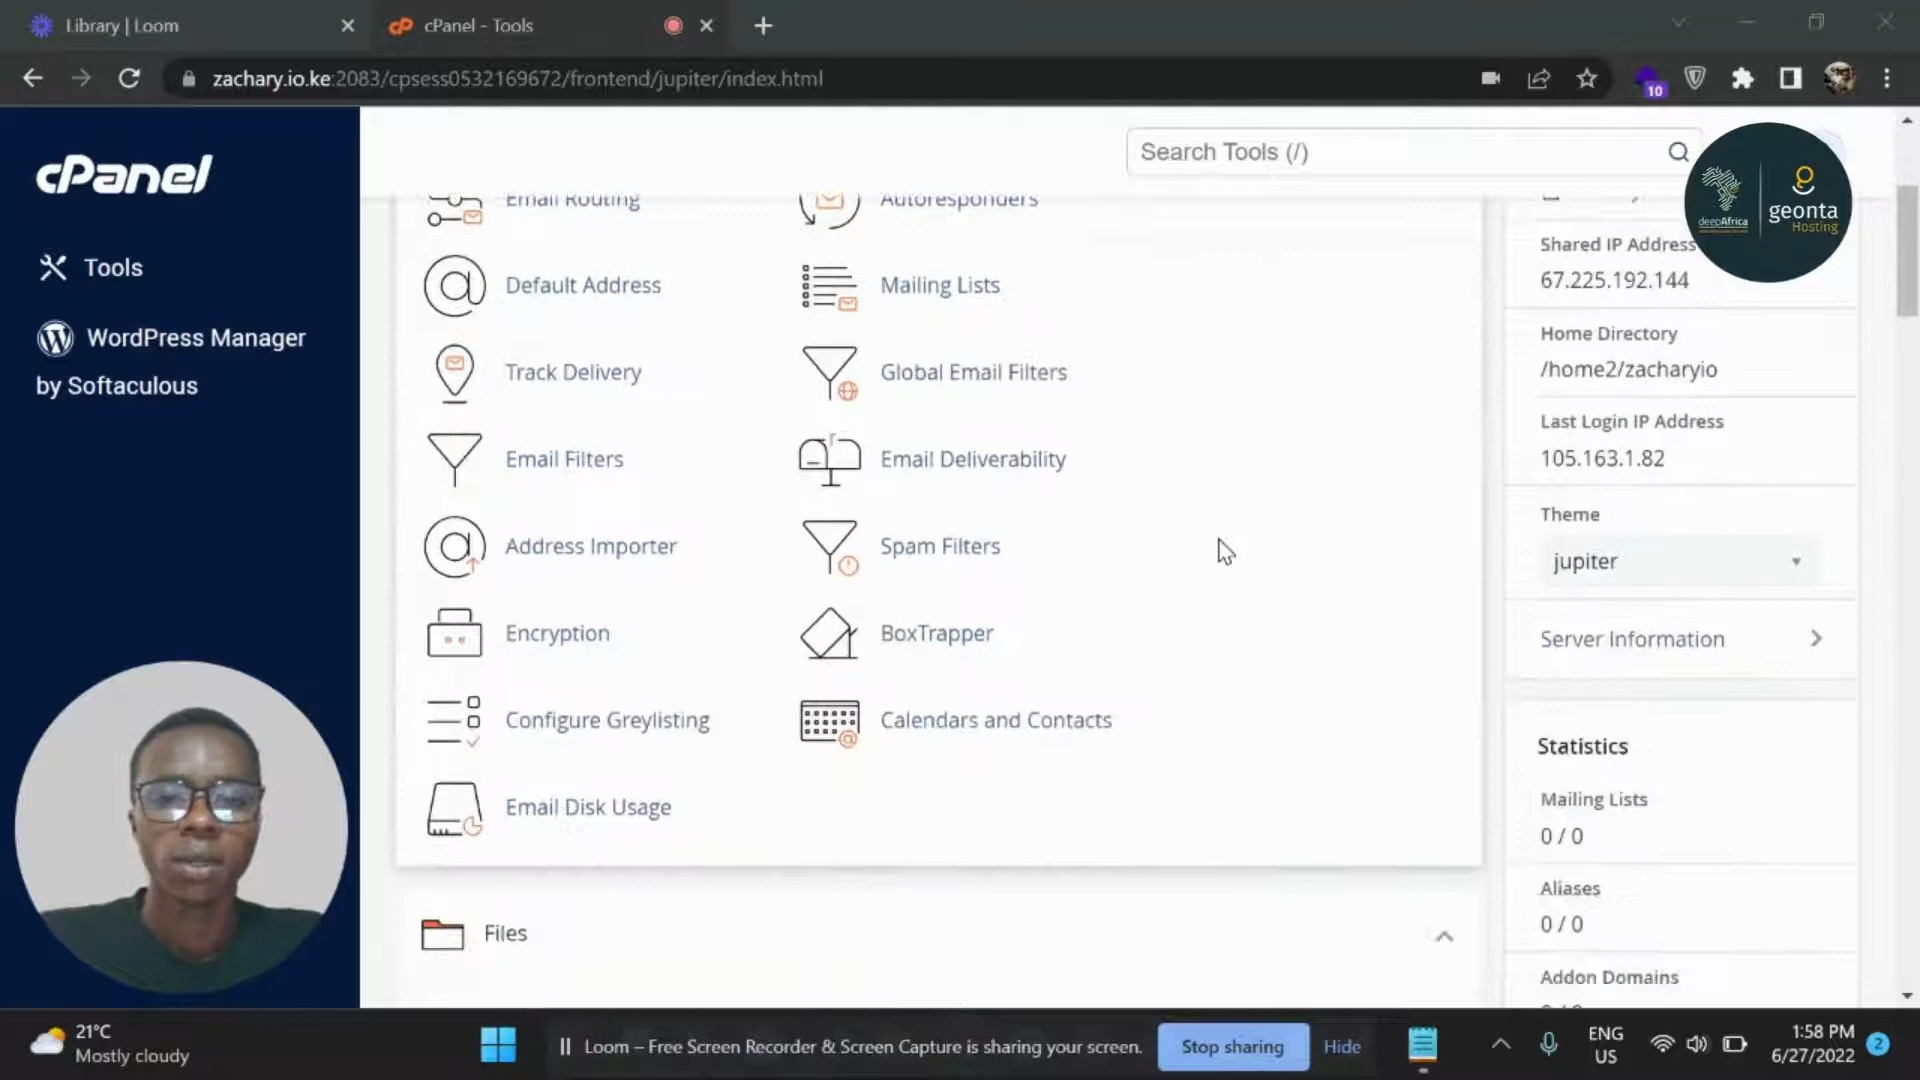 Library | Loom
cPanel - Tools
zachary.io.ke:2083/cpsess0532169672/frontend/jupiter/index.html
10
cPanel
Search Tools (/)
deepAfrica
geonta
Hosting
Tools
WordPress Manager
by Softaculous
Email Routing
Autoresponders
Default Address
Mailing Lists
Track Delivery
Global Email Filters
Email Filters
Email Deliverability
Address Importer
Spam Filters
Encryption
BoxTrapper
Configure Greylisting
Calendars and Contacts
Email Disk Usage
Files
Shared IP Address
67.225.192.144
Home Directory
/home2/zacharyio
Last Login IP Address
105.163.1.82
Theme
jupiter
Server Information
Statistics
Mailing Lists
0 / 0
Aliases
0 / 0
Addon Domains
21°C
Mostly cloudy
Loom – Free Screen Recorder & Screen Capture is sharing your screen.
Stop sharing
Hide
ENG
US
1:58 PM
6/27/2022
2